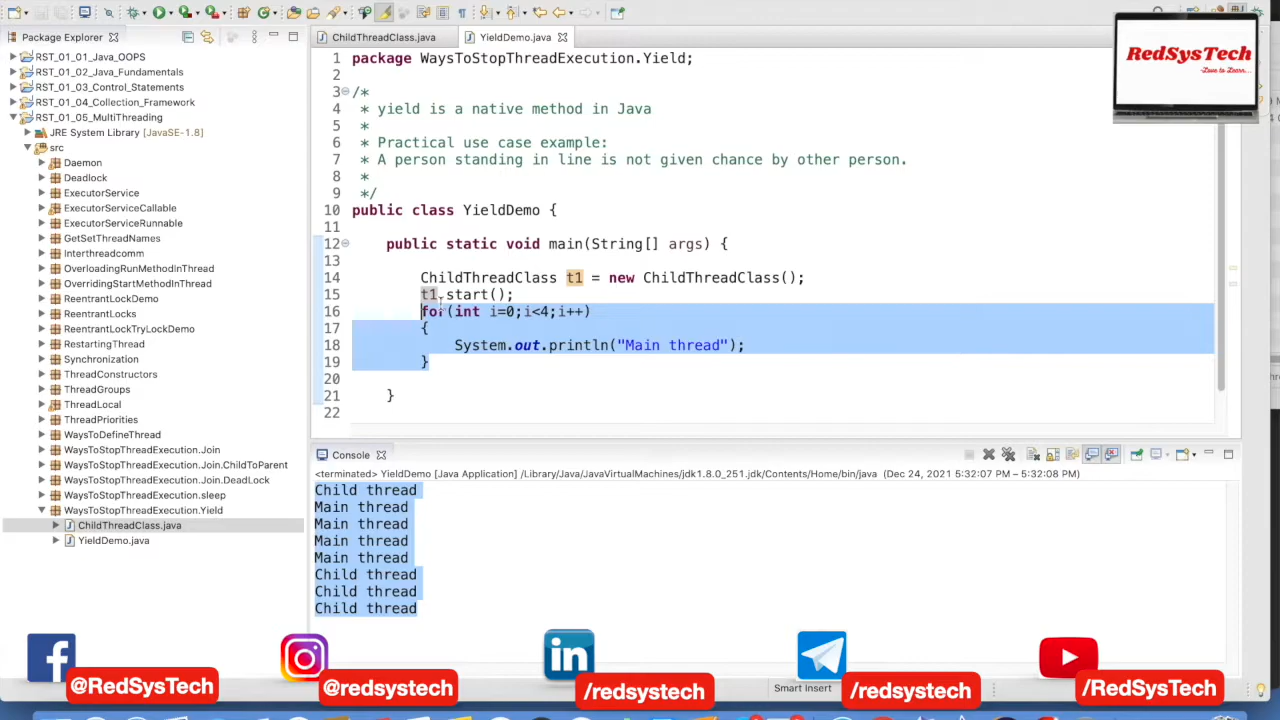 Package Explorer
RST_01_01_Java_OOPS
RST_01_02_Java_Fundamentals
RST_01_03_Control_Statements
RST_01_04_Collection_Framework
RST_01_05_MultiThreading
JRE System Library [JavaSE-1.8]
src
Daemon
Deadlock
ExecutorService
ExecutorServiceCallable
ExecutorServiceRunnable
GetSetThreadNames
Interthreadcomm
OverloadingRunMethodInThread
OverridingStartMethodInThread
ReentrantLockDemo
ReentrantLocks
ReentrantLockTryLockDemo
RestartingThread
Synchronization
ThreadConstructors
ThreadGroups
ThreadLocal
ThreadPriorities
WaysToDefineThread
WaysToStopThreadExecution.Join
WaysToStopThreadExecution.Join.ChildToParent
WaysToStopThreadExecution.Join.DeadLock
WaysToStopThreadExecution.sleep
WaysToStopThreadExecution.Yield
ChildThreadClass.java
YieldDemo.java
ChildThreadClass.java YieldDemo.java
1 package WaysToStopThreadExecution.Yield;
2
3 /*
4 * yield is a native method in Java
5 *
6 * Practical use case example:
7 * A person standing in line is not given chance by other person.
8 *
9 */
10 public class YieldDemo {
11
12 public static void main(String[] args) {
13
14 ChildThreadClass t1 = new ChildThreadClass();
15 t1.start();
16 for(int i=0;i<4;i++)
17 {
18 System.out.println("Main thread");
19 }
20
21 }
22
RedSysTech
-Love to Learn...
Console
<terminated> YieldDemo [Java Application] /Library/Java/JavaVirtualMachines/jdk1.8.0_251.jdk/Contents/Home/bin/java (Dec 24, 2021 5:32:07 PM – 5:32:08 PM)
Child thread
Main thread
Main thread
Main thread
Main thread
Child thread
Child thread
Child thread
Smart Insert
@RedSysTech
@redsystech
/redsystech
/redsystech
/RedSysTech